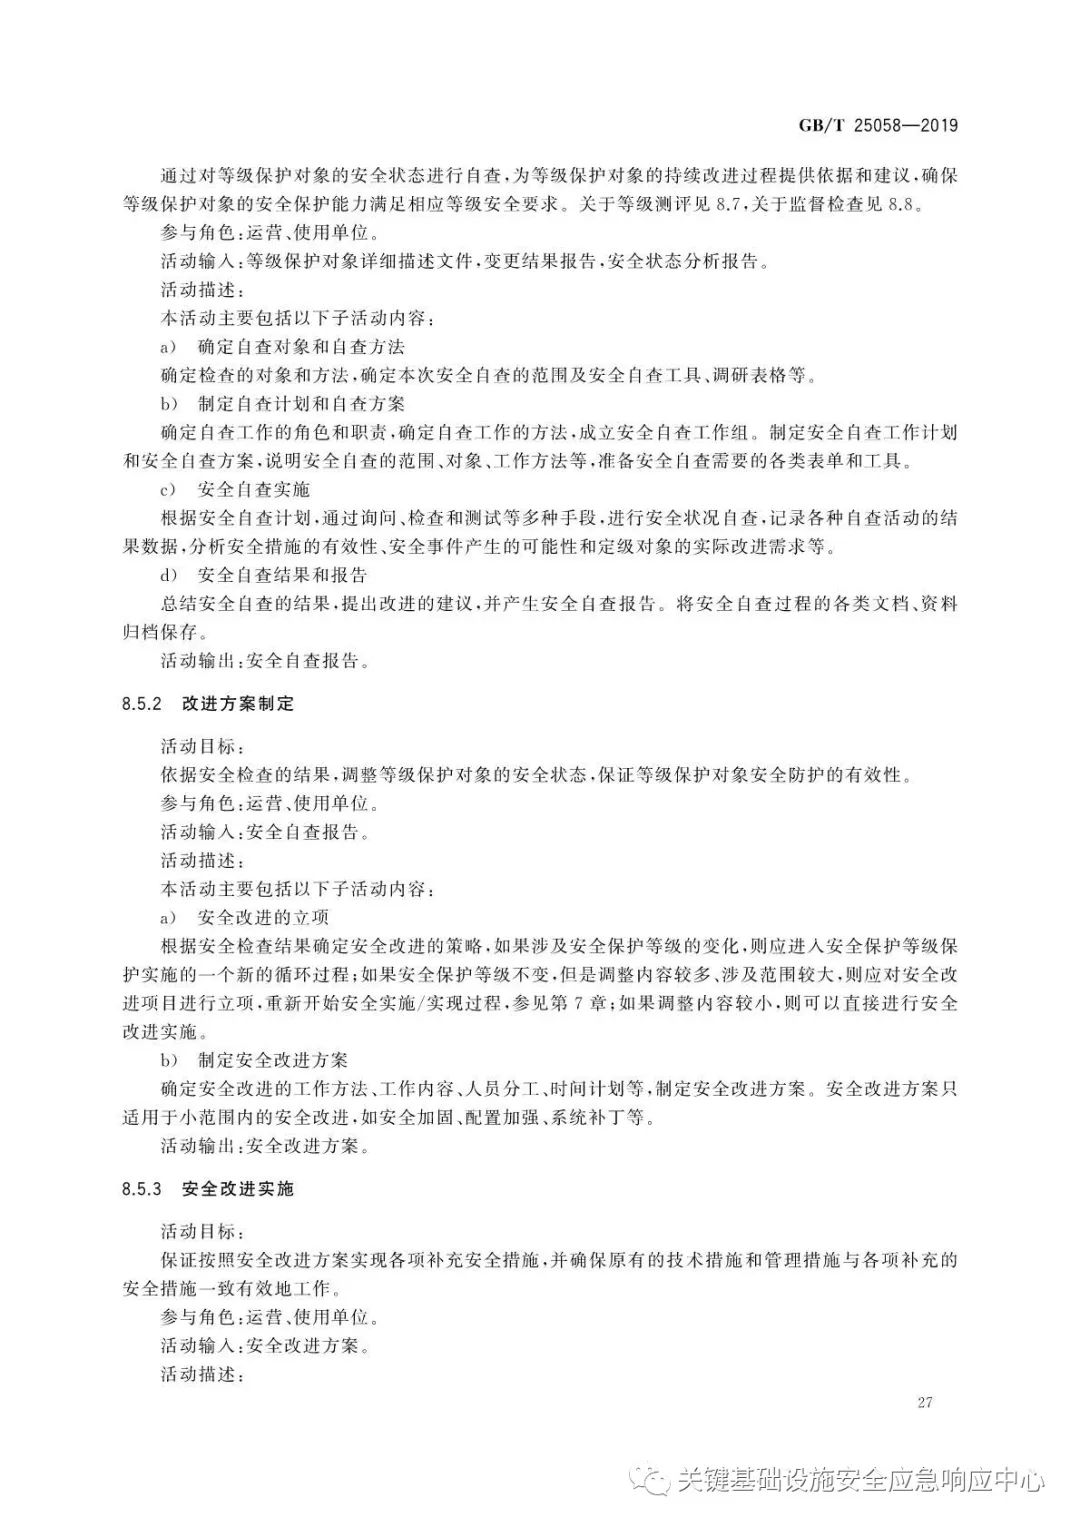 GB/T 25058—2019
通过对等级保护对象的安全状态进行自查,为等级保护对象的持续改进过程提供依据和建议,确保
等级保护对象的安全保护能力满足相应等级安全要求。关于等级测评见8.7,关于监督检查见8.8。
参与角色:运营、使用单位。
活动输入:等级保护对象详细描述文件,变更结果报告,安全状态分析报告。
活动描述:
本活动主要包括以下子活动内容:
a) 确定自查对象和自查方法
确定检查的对象和方法,确定本次安全自查的范围及安全自查工具、调研表格等。
b) 制定自查计划和自查方案
确定自查工作的角色和职责,确定自查工作的方法,成立安全自查工作组。制定安全自查工作计划
和安全自查方案,说明安全自查的范围、对象、工作方法等,准备安全自查需要的各类表单和工具。
c) 安全自查实施
根据安全自查计划,通过询问、检查和测试等多种手段,进行安全状况自查,记录各种自查活动的结
果数据,分析安全措施的有效性、安全事件产生的可能性和定级对象的实际改进需求等。
d) 安全自查结果和报告
总结安全自查的结果,提出改进的建议,并产生安全自查报告。将安全自查过程的各类文档、资料
归档保存。
活动输出:安全自查报告。
8.5.2 改进方案制定
活动目标:
依据安全检查的结果,调整等级保护对象的安全状态,保证等级保护对象安全防护的有效性。
参与角色:运营、使用单位。
活动输入:安全自查报告。
活动描述:
本活动主要包括以下子活动内容:
a) 安全改进的立项
根据安全检查结果确定安全改进的策略,如果涉及安全保护等级的变化,则应进入安全保护等级保
护实施的一个新的循环过程;如果安全保护等级不变,但是调整内容较多、涉及范围较大,则应对安全改
进项目进行立项,重新开始安全实施/实现过程,参见第7章;如果调整内容较小,则可以直接进行安全
改进实施。
b) 制定安全改进方案
确定安全改进的工作方法、工作内容、人员分工、时间计划等,制定安全改进方案。安全改进方案只
适用于小范围内的安全改进,如安全加固、配置加强、系统补丁等。
活动输出:安全改进方案。
8.5.3 安全改进实施
活动目标:
保证按照安全改进方案实现各项补充安全措施,并确保原有的技术措施和管理措施与各项补充的
安全措施一致有效地工作。
参与角色:运营、使用单位。
活动输入:安全改进方案。
活动描述:
27
关键基础设施安全应急响应中心